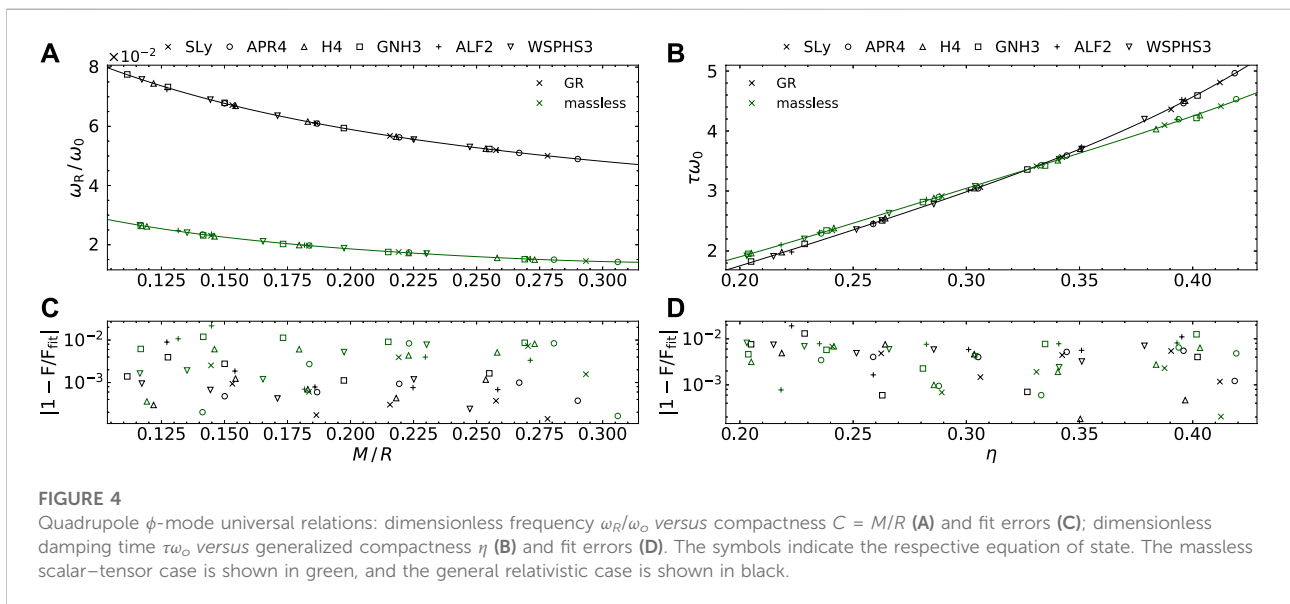 × SLy ○ APR4 △ H4 □ GNH3 + ALF2 ▽ WSPHS3
A
×10⁻²
8
6
4
2
ω_R/ω_0
× GR
× massless
0.125 0.150 0.175 0.200 0.225 0.250 0.275 0.300
× SLy ○ APR4 △ H4 □ GNH3 + ALF2 ▽ WSPHS3
B
5
4
3
2
τω_0
× GR
× massless
0.20 0.25 0.30 0.35 0.40
C
|1 − F/F_fit|
10⁻²
10⁻³
0.125 0.150 0.175 0.200 0.225 0.250 0.275 0.300
M/R
D
|1 − F/F_fit|
10⁻²
10⁻³
0.20 0.25 0.30 0.35 0.40
η
FIGURE 4
Quadrupole ϕ-mode universal relations: dimensionless frequency ω_R/ω_o versus compactness C = M/R (A) and fit errors (C); dimensionless
damping time τω_o versus generalized compactness η (B) and fit errors (D). The symbols indicate the respective equation of state. The massless
scalar–tensor case is shown in green, and the general relativistic case is shown in black.